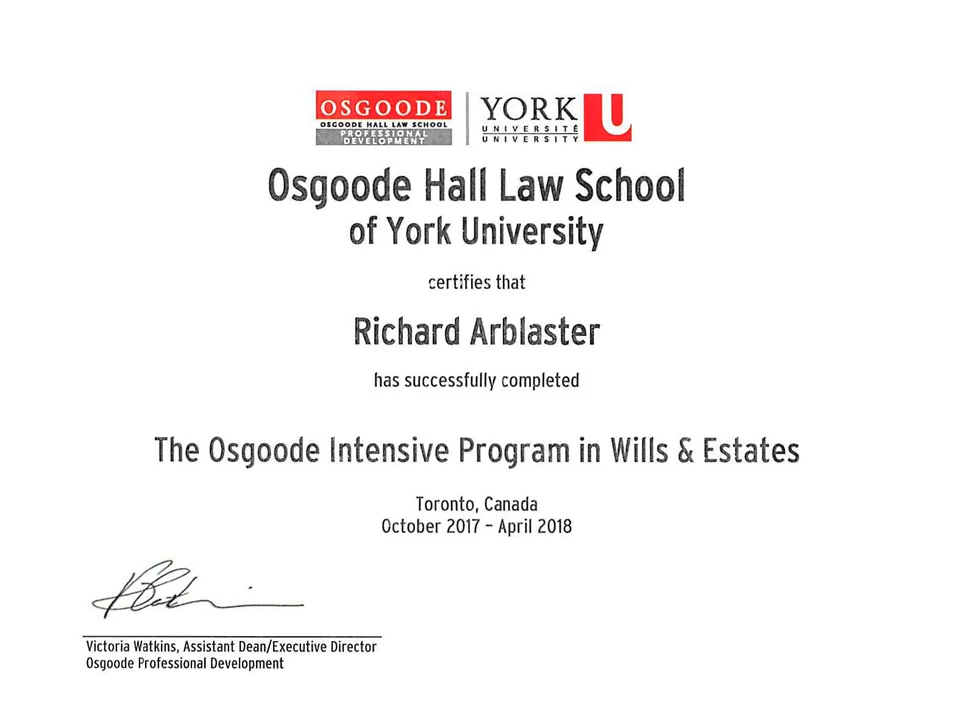 OSGOODE
OSGOODE HALL LAW SCHOOL
PROFESSIONAL
DEVELOPMENT
YORK U
UNIVERSITÉ
UNIVERSITY
Osgoode Hall Law School
of York University
certifies that
Richard Arblaster
has successfully completed
The Osgoode Intensive Program in Wills & Estates
Toronto, Canada
October 2017 - April 2018
Victoria Watkins, Assistant Dean/Executive Director
Osgoode Professional Development